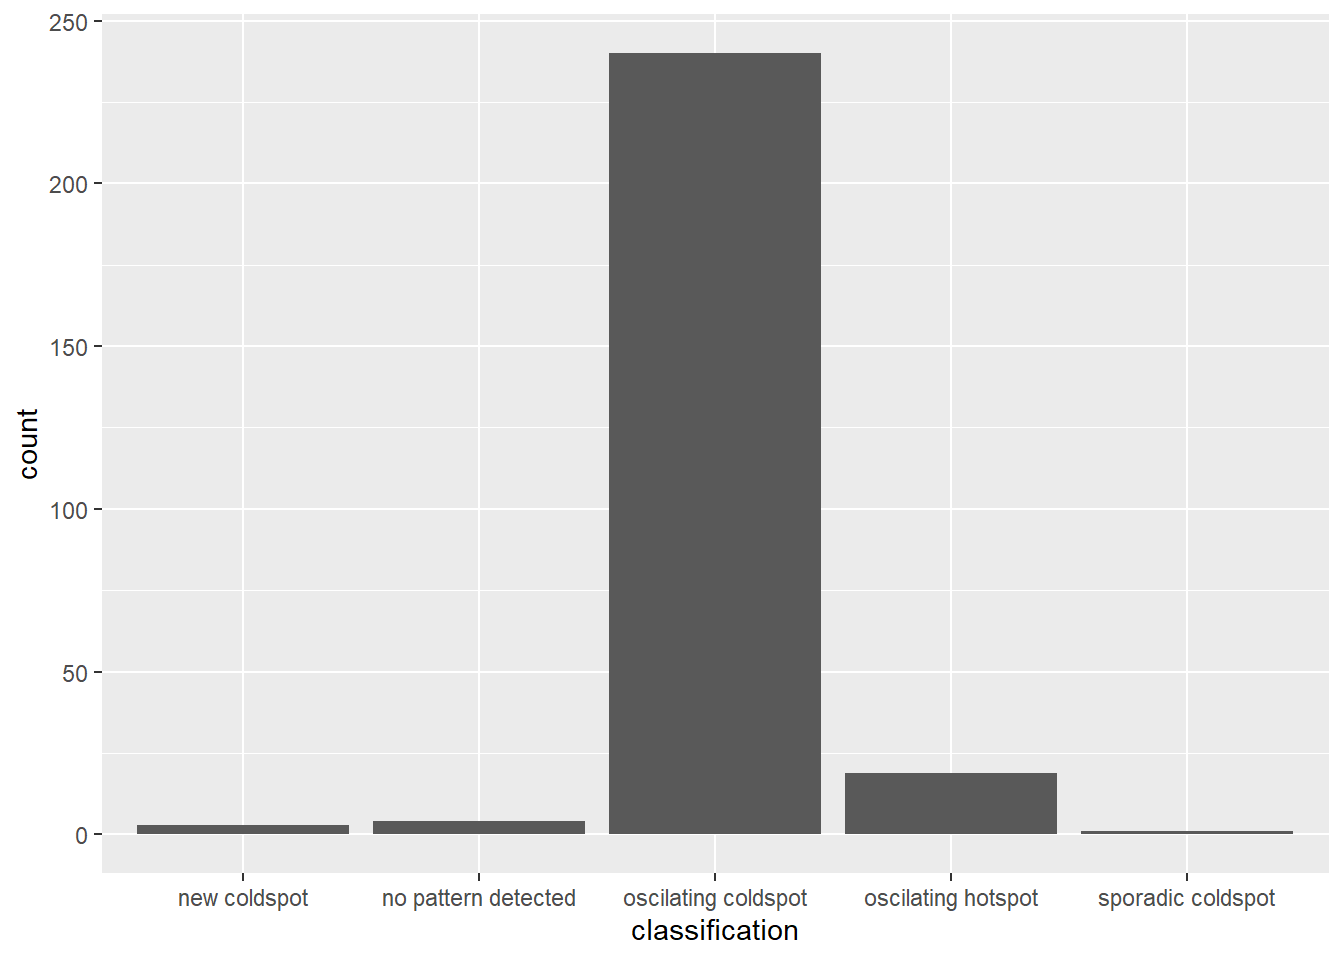 250
200
150
100
50
0
count
new coldspot
no pattern detected
oscilating coldspot
oscilating hotspot
sporadic coldspot
classification